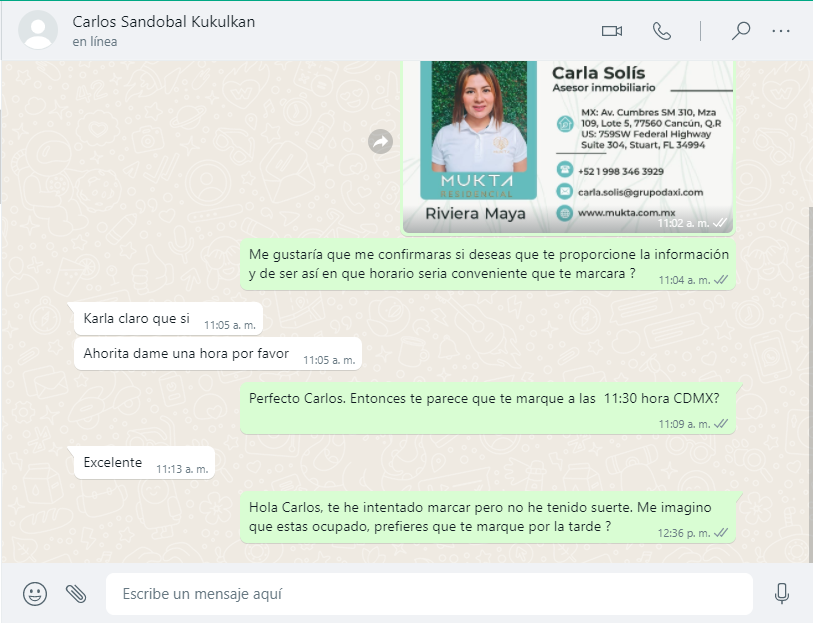 Carlos Sandobal Kukulkan
en línea
Carla Solís
Asesor inmobiliario
MX: Av. Cumbres SM 310, Mza
109, Lote 5, 77560 Cancún, Q.R
US: 759SW Federal Highway
Suite 304, Stuart, FL 34994
+52 1 998 346 3929
carla.solis@grupodaxi.com
www.mukta.com.mx
MUKTA
RESIDENCIAL
Riviera Maya
11:02 a. m.
Me gustaría que me confirmaras si deseas que te proporcione la información
y de ser así en que horario seria conveniente que te marcara ?
11:04 a. m.
Karla claro que si
11:05 a. m.
Ahorita dame una hora por favor
11:05 a. m.
Perfecto Carlos. Entonces te parece que te marque a las  11:30 hora CDMX?
11:09 a. m.
Excelente
11:13 a. m.
Hola Carlos, te he intentado marcar pero no he tenido suerte. Me imagino
que estas ocupado, prefieres que te marque por la tarde ?
12:36 p. m.
Escribe un mensaje aquí